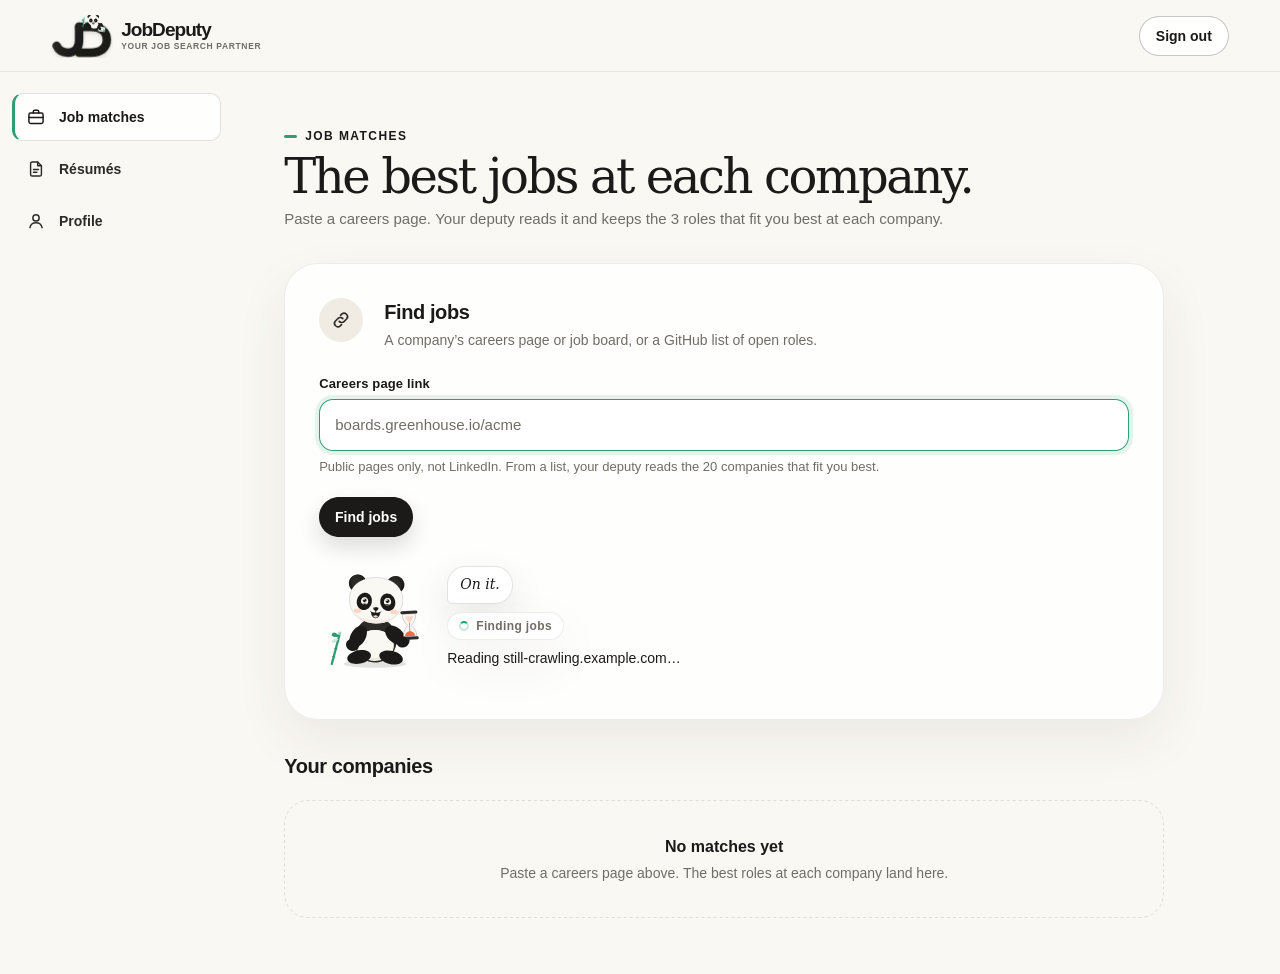 JobDeputy
YOUR JOB SEARCH PARTNER
Sign out
Job matches
Résumés
Profile
JOB MATCHES
The best jobs at each company.
Paste a careers page. Your deputy reads it and keeps the 3 roles that fit you best at each company.
Find jobs
A company’s careers page or job board, or a GitHub list of open roles.
Careers page link
boards.greenhouse.io/acme
Public pages only, not LinkedIn. From a list, your deputy reads the 20 companies that fit you best.
Find jobs
On it.
Finding jobs
Reading still-crawling.example.com…
Your companies
No matches yet
Paste a careers page above. The best roles at each company land here.